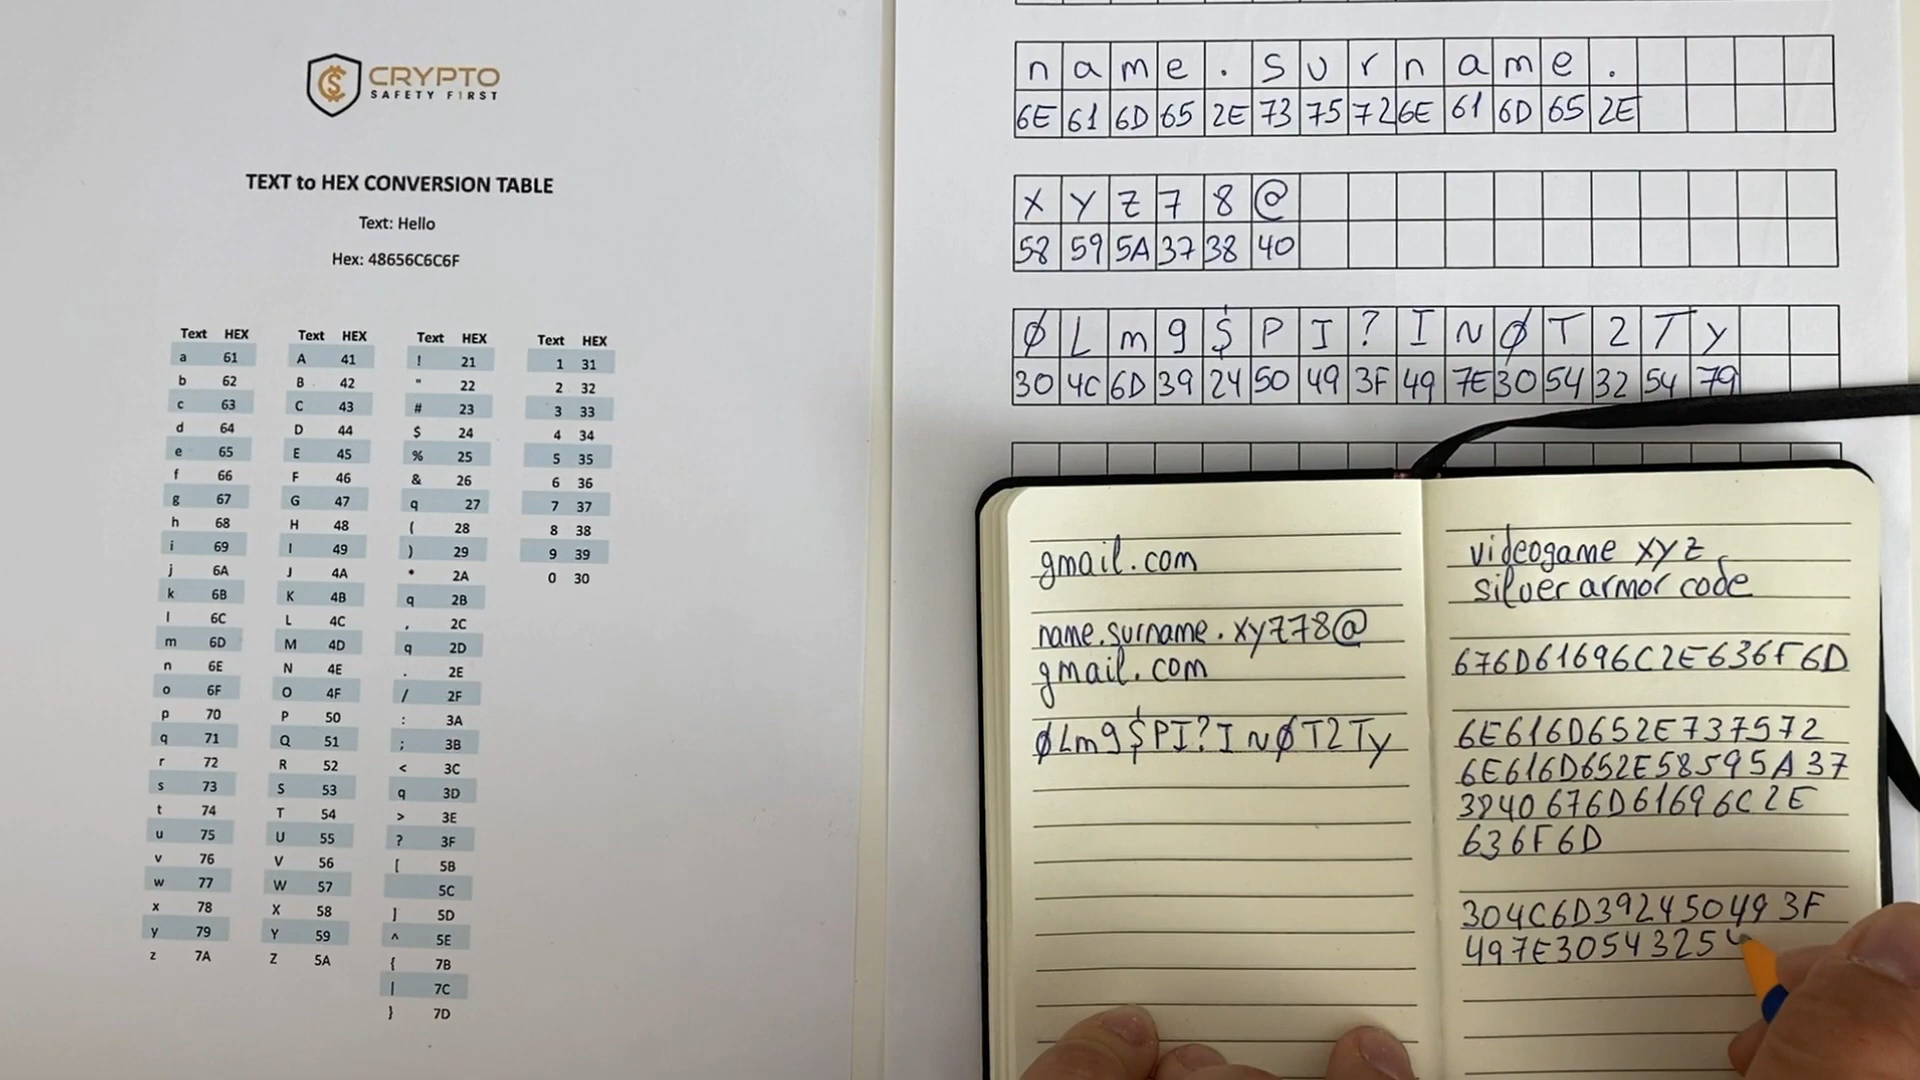 CRYPTO
SAFETY FIRST
TEXT to HEX CONVERSION TABLE
Text: Hello
Hex: 48656C6C6F
Text HEX
a 61
b 62
c 63
d 64
e 65
f 66
g 67
h 68
i 69
j 6A
k 6B
l 6C
m 6D
n 6E
o 6F
p 70
q 71
r 72
s 73
t 74
u 75
v 76
w 77
x 78
y 79
z 7A
Text HEX
A 41
B 42
C 43
D 44
E 45
F 46
G 47
H 48
I 49
J 4A
K 4B
L 4C
M 4D
N 4E
O 4F
P 50
Q 51
R 52
S 53
T 54
U 55
V 56
W 57
X 58
Y 59
Z 5A
Text HEX
! 21
" 22
# 23
$ 24
% 25
& 26
q 27
( 28
) 29
* 2A
q 2B
, 2C
q 2D
. 2E
/ 2F
: 3A
; 3B
< 3C
q 3D
> 3E
? 3F
[ 5B
5C
] 5D
^ 5E
{ 7B
| 7C
} 7D
Text HEX
1 31
2 32
3 33
4 34
5 35
6 36
7 37
8 38
9 39
0 30
n a m e . s u r n a m e .
6E 61 6D 65 2E 73 75 72 6E 61 6D 65 2E
X Y Z 7 8 @
58 59 5A 37 38 40
Ø L m 9 $ P I ? I ~ Ø T 2 T y
30 4C 6D 39 24 50 49 3F 49 7E 30 54 32 54 79
gmail.com
name.surname.xyz78@
gmail.com
ØLm9$PI?I~ØT2Ty
videogame xyz
silver armor code
676D61696C2E636F6D
6E616D652E737572
6E616D652E58595A37
3840676D61696C2E
636F6D
304C6D392450493F
497E30543254